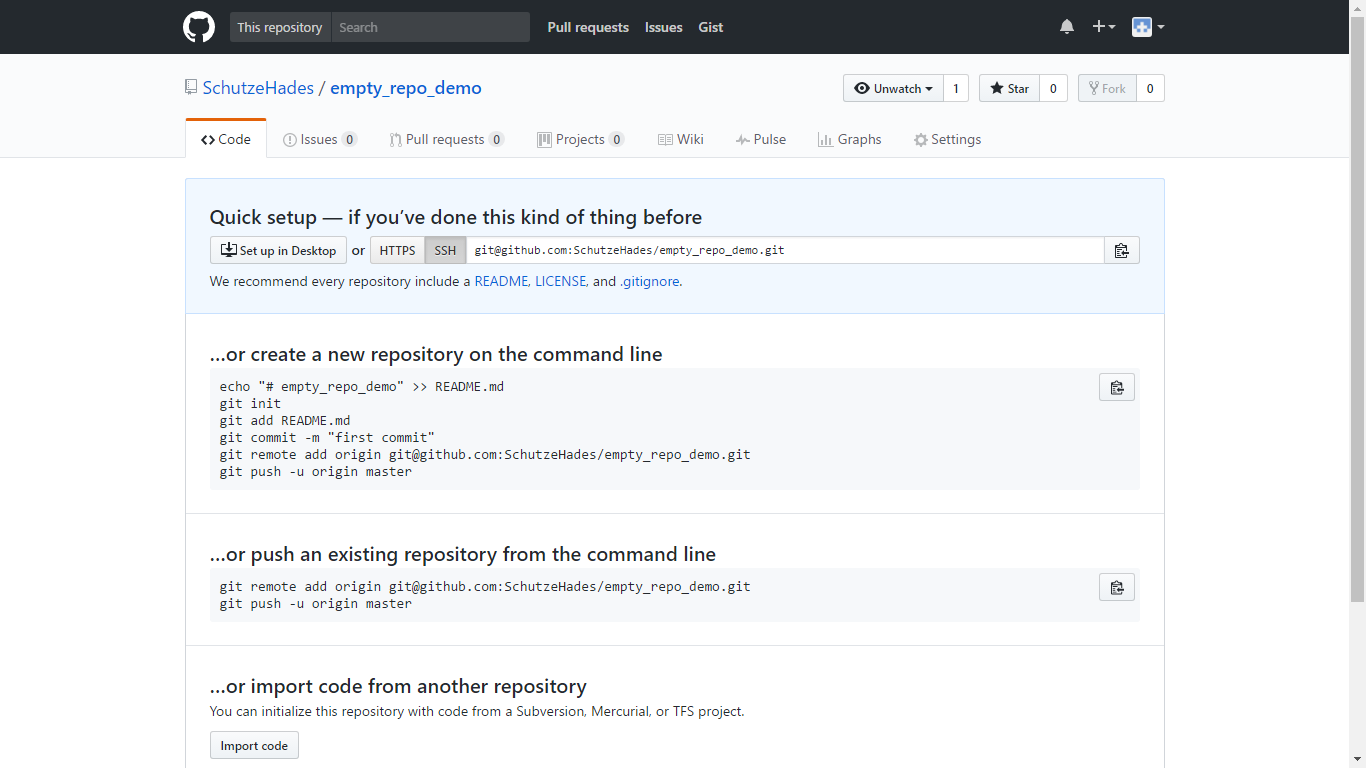 This repository Search Pull requests Issues Gist
SchutzeHades / empty_repo_demo Unwatch 1 Star 0 Fork 0
Code Issues 0 Pull requests 0 Projects 0 Wiki Pulse Graphs Settings
Quick setup — if you’ve done this kind of thing before
Set up in Desktop or HTTPS SSH git@github.com:SchutzeHades/empty_repo_demo.git
We recommend every repository include a README, LICENSE, and .gitignore.
…or create a new repository on the command line
echo "# empty_repo_demo" >> README.md
git init
git add README.md
git commit -m "first commit"
git remote add origin git@github.com:SchutzeHades/empty_repo_demo.git
git push -u origin master
…or push an existing repository from the command line
git remote add origin git@github.com:SchutzeHades/empty_repo_demo.git
git push -u origin master
…or import code from another repository
You can initialize this repository with code from a Subversion, Mercurial, or TFS project.
Import code